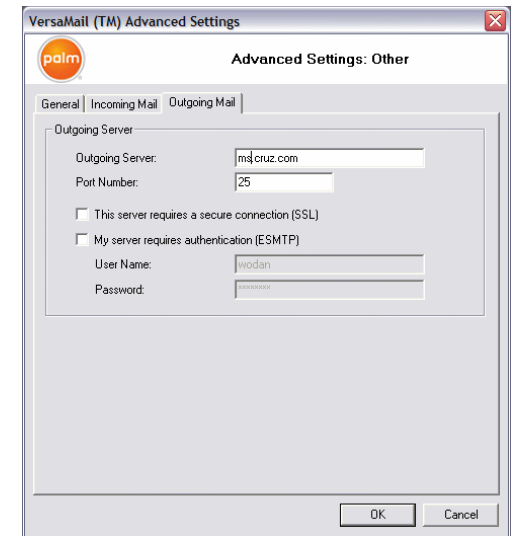 VersaMail (TM) Advanced Settings
palm
Advanced Settings: Other
General Incoming Mail Outgoing Mail
Outgoing Server
Outgoing Server: ms.cruz.com
Port Number: 25
This server requires a secure connection (SSL)
My server requires authentication (ESMTP)
User Name: wodan
Password: ××××××××
OK Cancel